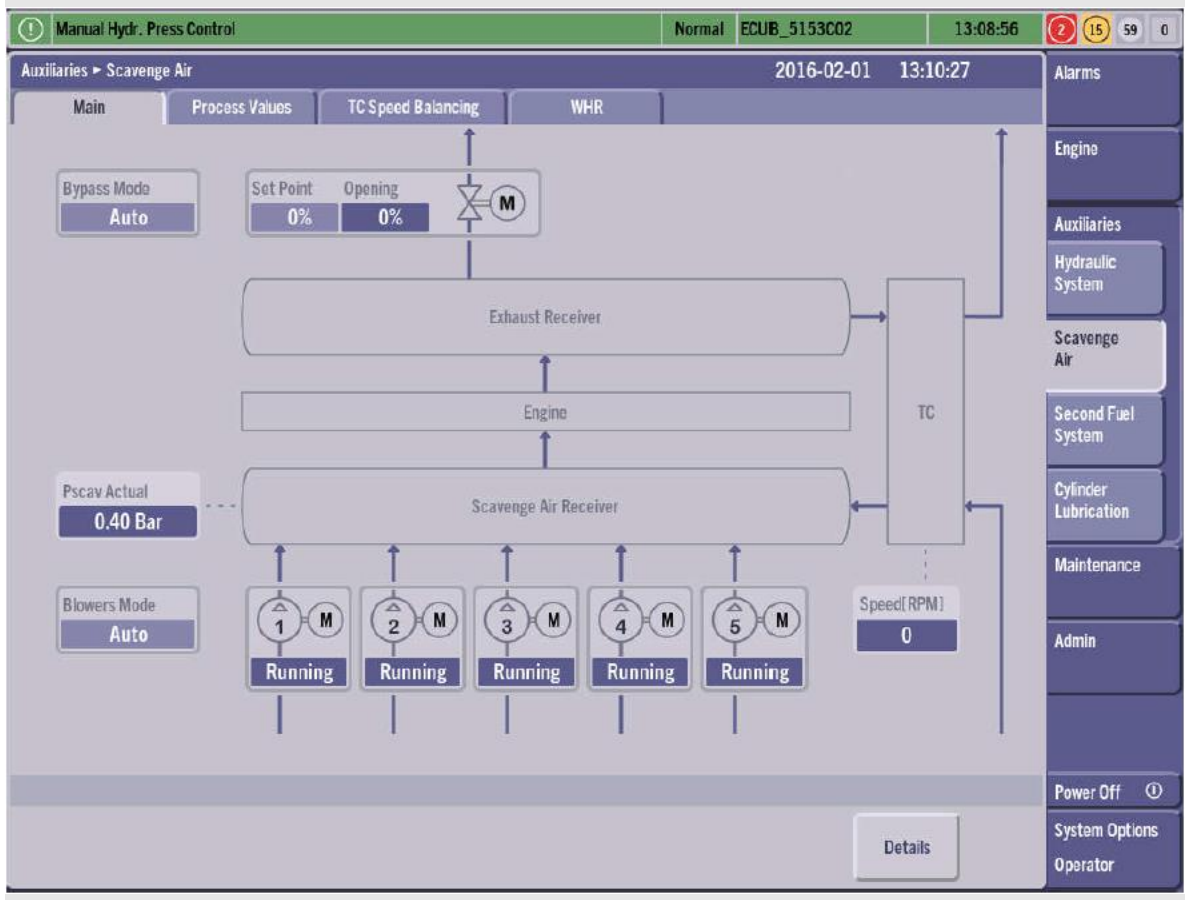 Manual Hydr. Press Control Normal ECUB_5153C02 13:08:56 2 15 59 0
Auxiliaries ► Scavenge Air 2016-02-01 13:10:27
Main Process Values TC Speed Balancing WHR
Bypass Mode
Auto
Set Point Opening
0% 0%
M
Exhaust Receiver
Engine
TC
Pscav Actual
0.40 Bar
Scavenge Air Receiver
Blowers Mode
Auto
1 M 2 M 3 M 4 M 5 M
Running Running Running Running Running
Speed[RPM]
0
Details
Alarms
Engine
Auxiliaries
Hydraulic
System
Scavenge
Air
Second Fuel
System
Cylinder
Lubrication
Maintenance
Admin
Power Off
System Options
Operator